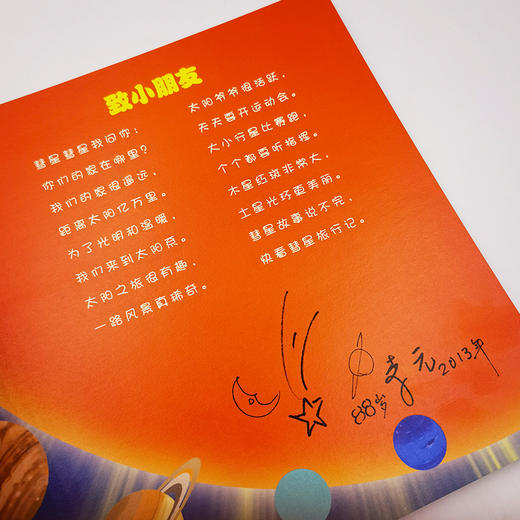 致小朋友
彗星彗星我问你：
你们的家在哪里？
我们的家很遥远，
距离太阳亿万里。
为了光明和温暖，
我们来到太阳系。
太阳之旅很有趣，
一路风景真稀奇。
太阳爷爷很活跃，
天天喜开运动会。
大小行星比赛跑，
个个都喜听指挥。
木星红斑非常大，
土星光环更美丽。
彗星故事说不完，
快看彗星旅行记。
李元 2013年
88岁